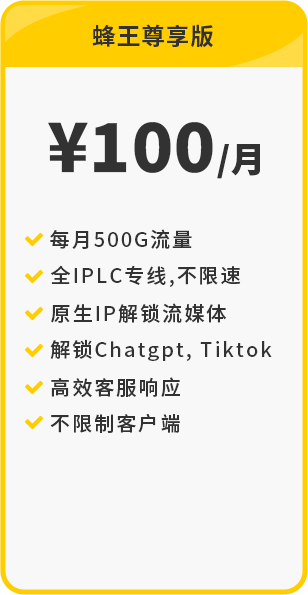 蜂王尊享版
¥100/月
每月500G流量
全IPLC专线,不限速
原生IP解锁流媒体
解锁Chatgpt, Tiktok
高效客服响应
不限制客户端